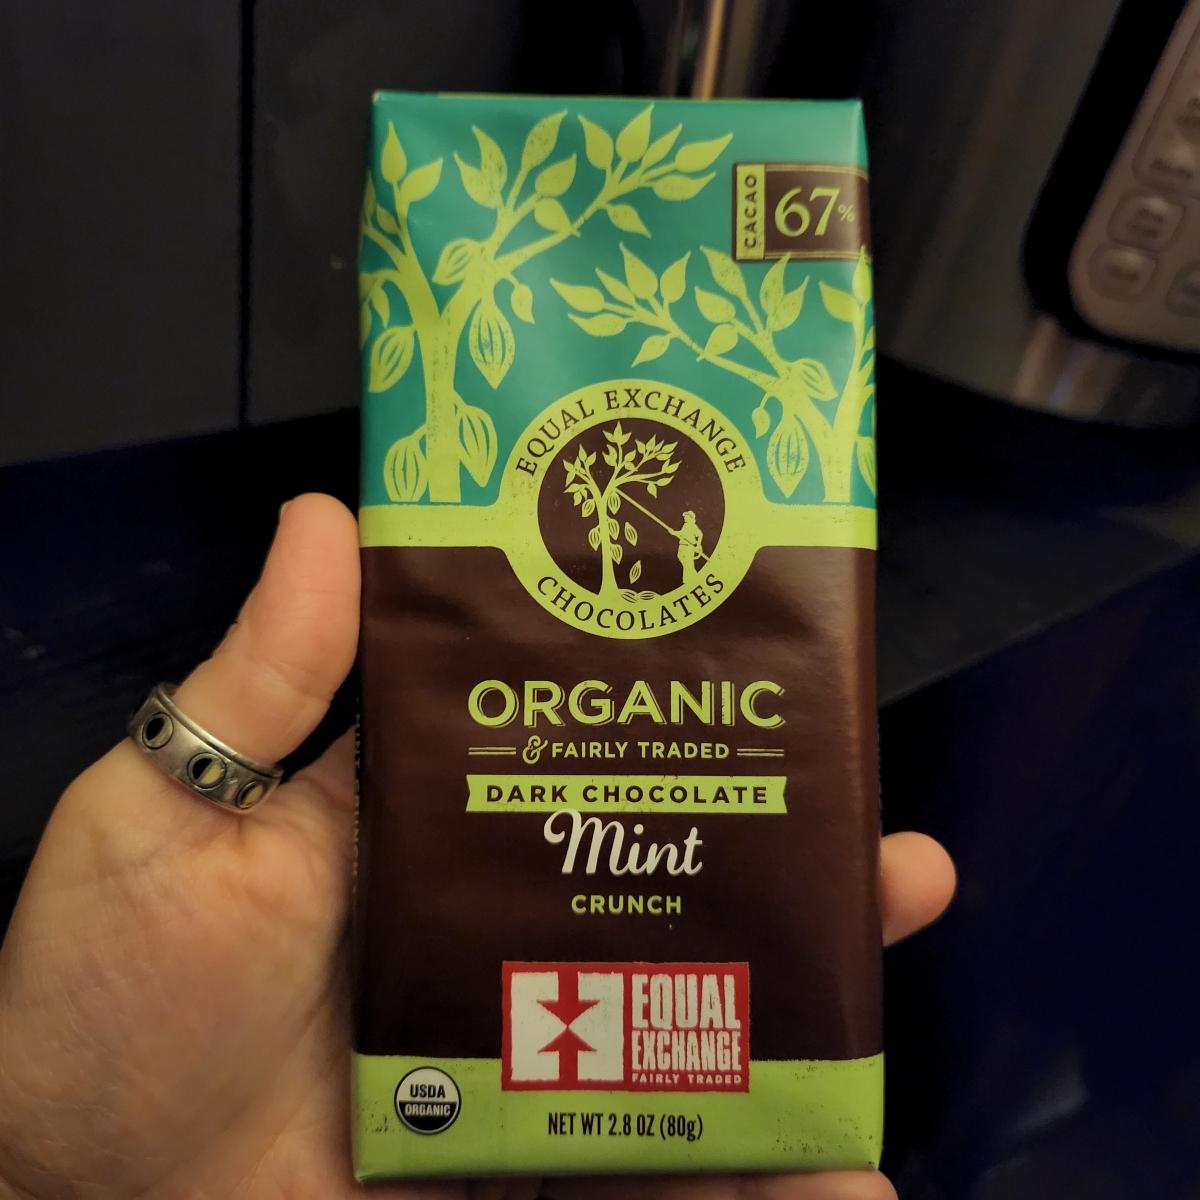 CACAO
67%
EQUAL EXCHANGE
CHOCOLATES
ORGANIC
& FAIRLY TRADED
DARK CHOCOLATE
Mint
CRUNCH
EQUAL
EXCHANGE
FAIRLY TRADED
USDA
ORGANIC
NET WT 2.8 OZ (80g)